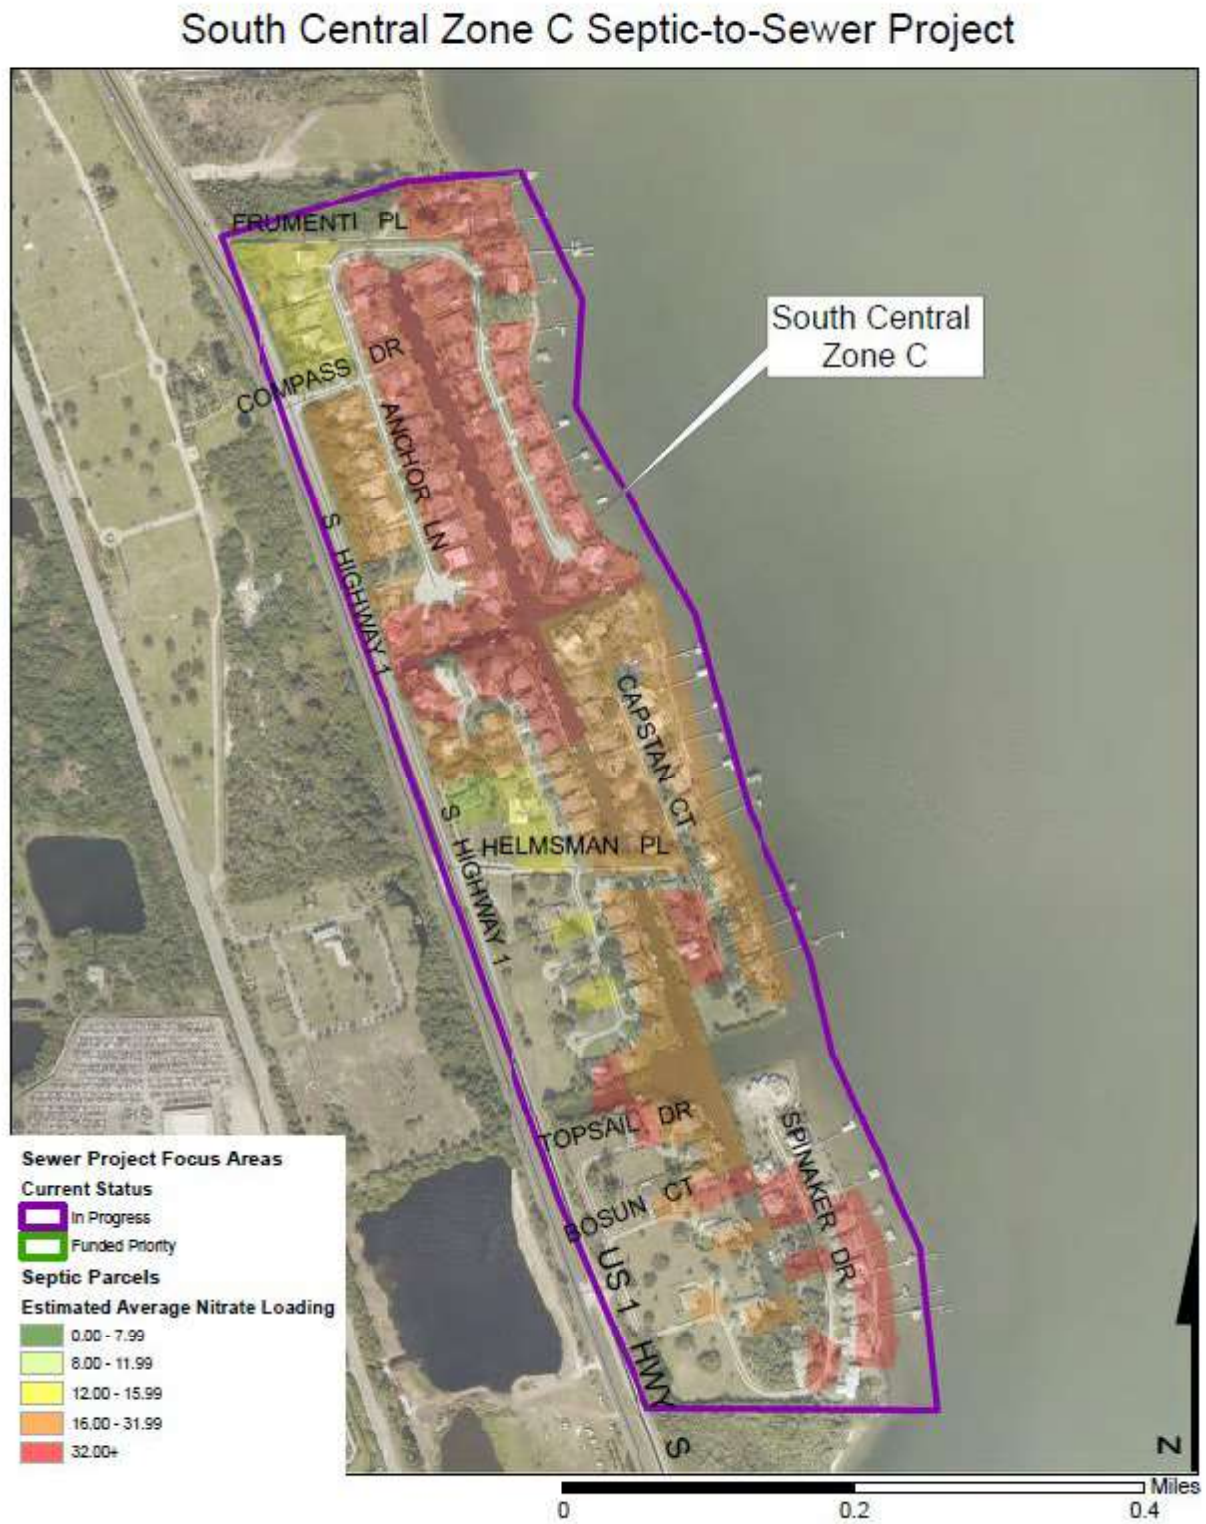 South Central Zone C Septic-to-Sewer Project
FRUMENTI PL
South Central
Zone C
COMPASS DR
ANCHOR LN
S HIGHWAY 1
CAPSTAN CT
S HIGHWAY 1
HELMSMAN PL
TOPSAIL DR
SPINAKER DR
BOSUN CT
US 1 HWY S
Sewer Project Focus Areas
Current Status
In Progress
Funded Priority
Septic Parcels
Estimated Average Nitrate Loading
0.00 - 7.99
8.00 - 11.99
12.00 - 15.99
16.00 - 31.99
32.00+
N
Miles
0 0.2 0.4